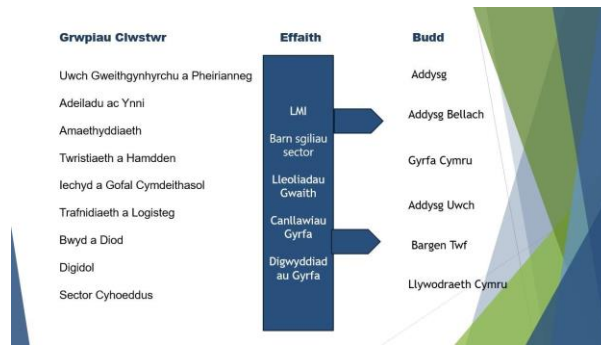 Grwpiau Clwstwr
Uwch Gweithgynhyrchu a Pheirianneg
Adeiladu ac Ynni
Amaethyddiaeth
Twristiaeth a Hamdden
Iechyd a Gofal Cymdeithasol
Trafnidiaeth a Logisteg
Bwyd a Diod
Digidol
Sector Cyhoeddus
Effaith
LMI
Barn sgiliau
sector
Lleoliadau
Gwaith
Canllawiau
Gyrfa
Digwyddiad
au Gyrfa
Budd
Addysg
Addysg Bellach
Gyrfa Cymru
Addysg Uwch
Bargen Twf
Llywodraeth Cymru